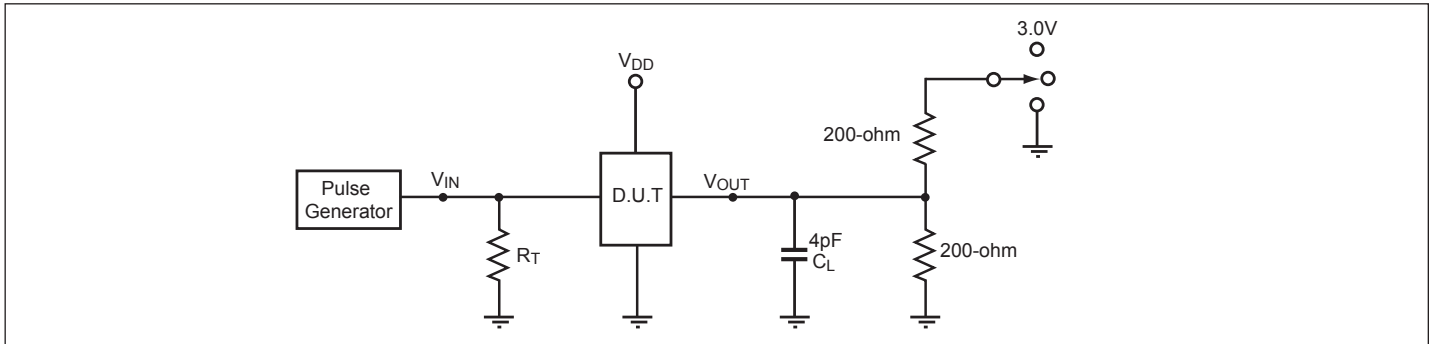 3.0V
VDD
200-ohm
Pulse
Generator
VIN
D.U.T
VOUT
RT
4pF
CL
200-ohm